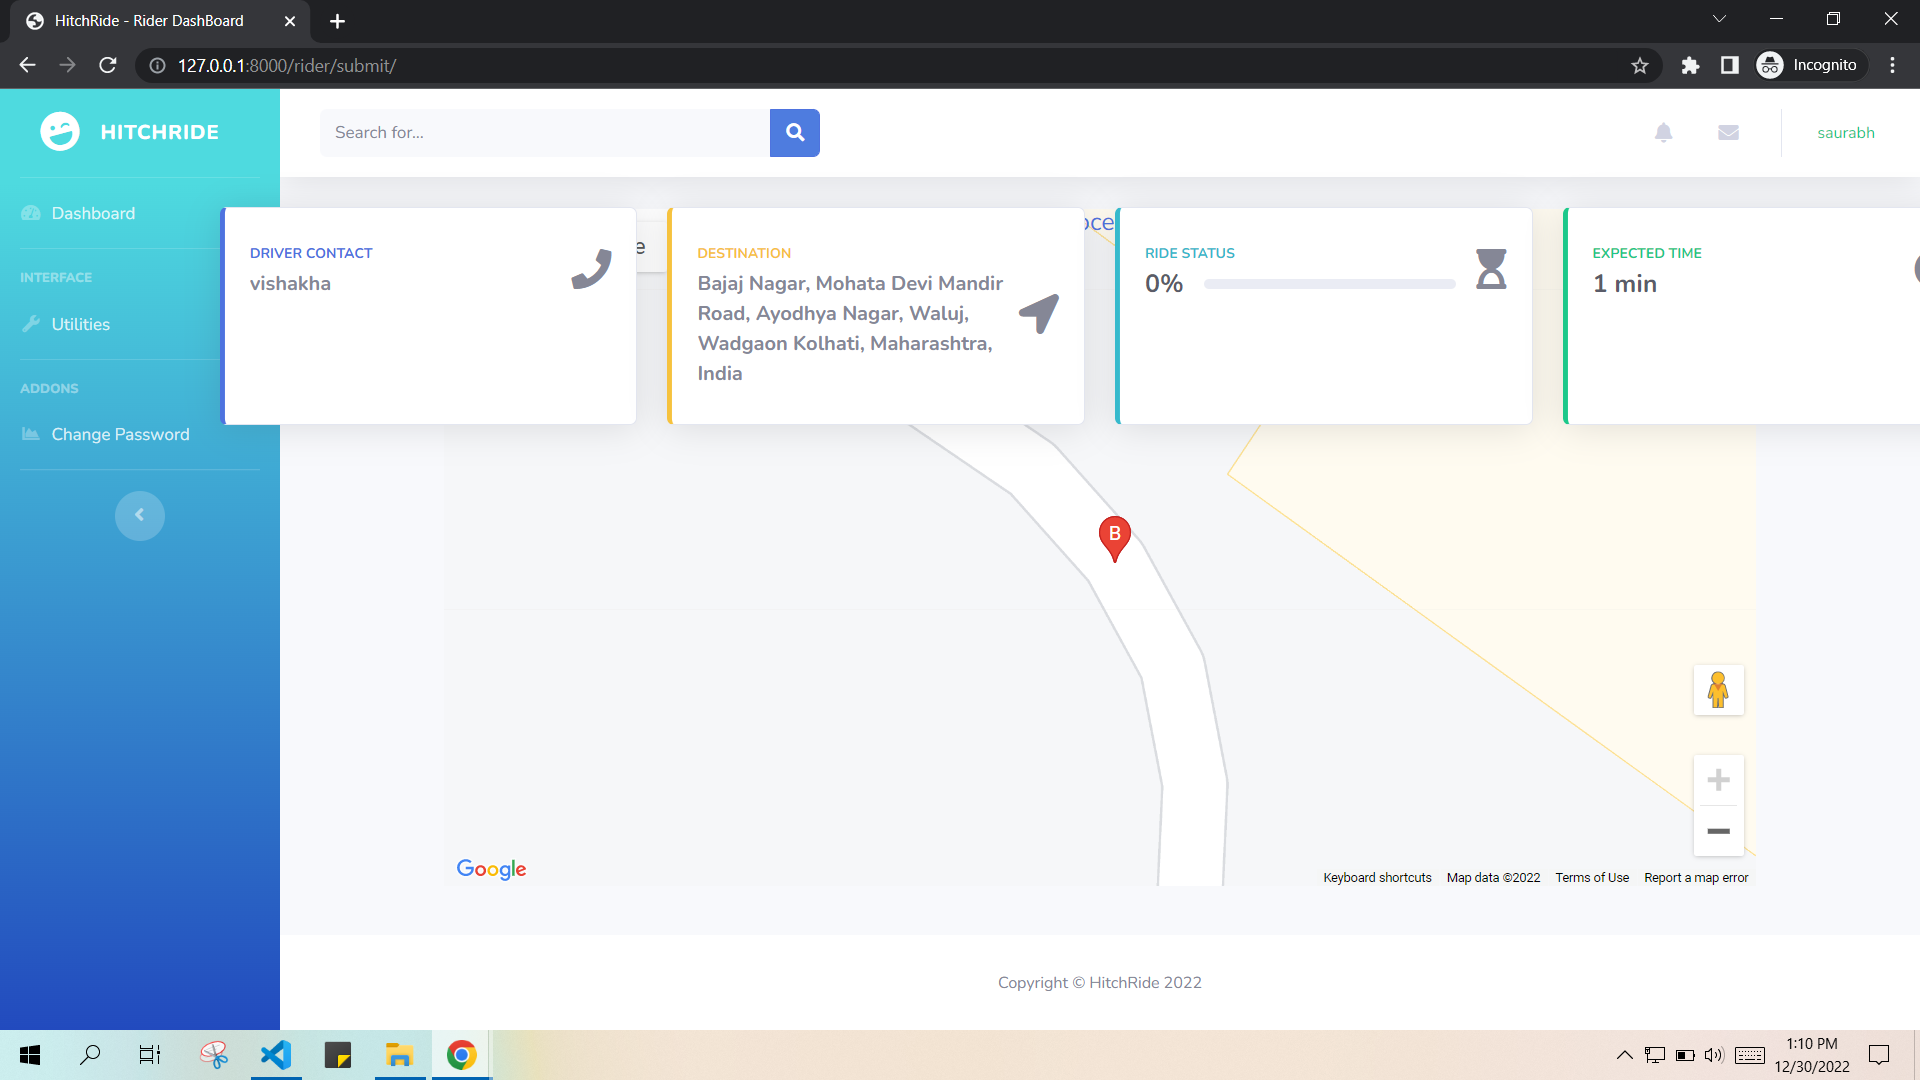 HitchRide - Rider DashBoard
127.0.0.1:8000/rider/submit/
Incognito
HITCHRIDE
Search for...
saurabh
Dashboard
INTERFACE
Utilities
ADDONS
Change Password
DRIVER CONTACT
vishakha
e
DESTINATION
Bajaj Nagar, Mohata Devi Mandir
Road, Ayodhya Nagar, Waluj,
Wadgaon Kolhati, Maharashtra,
India
oce
RIDE STATUS
0%
EXPECTED TIME
1 min
B
Google
Keyboard shortcuts
Map data ©2022
Terms of Use
Report a map error
Copyright © HitchRide 2022
1:10 PM
12/30/2022